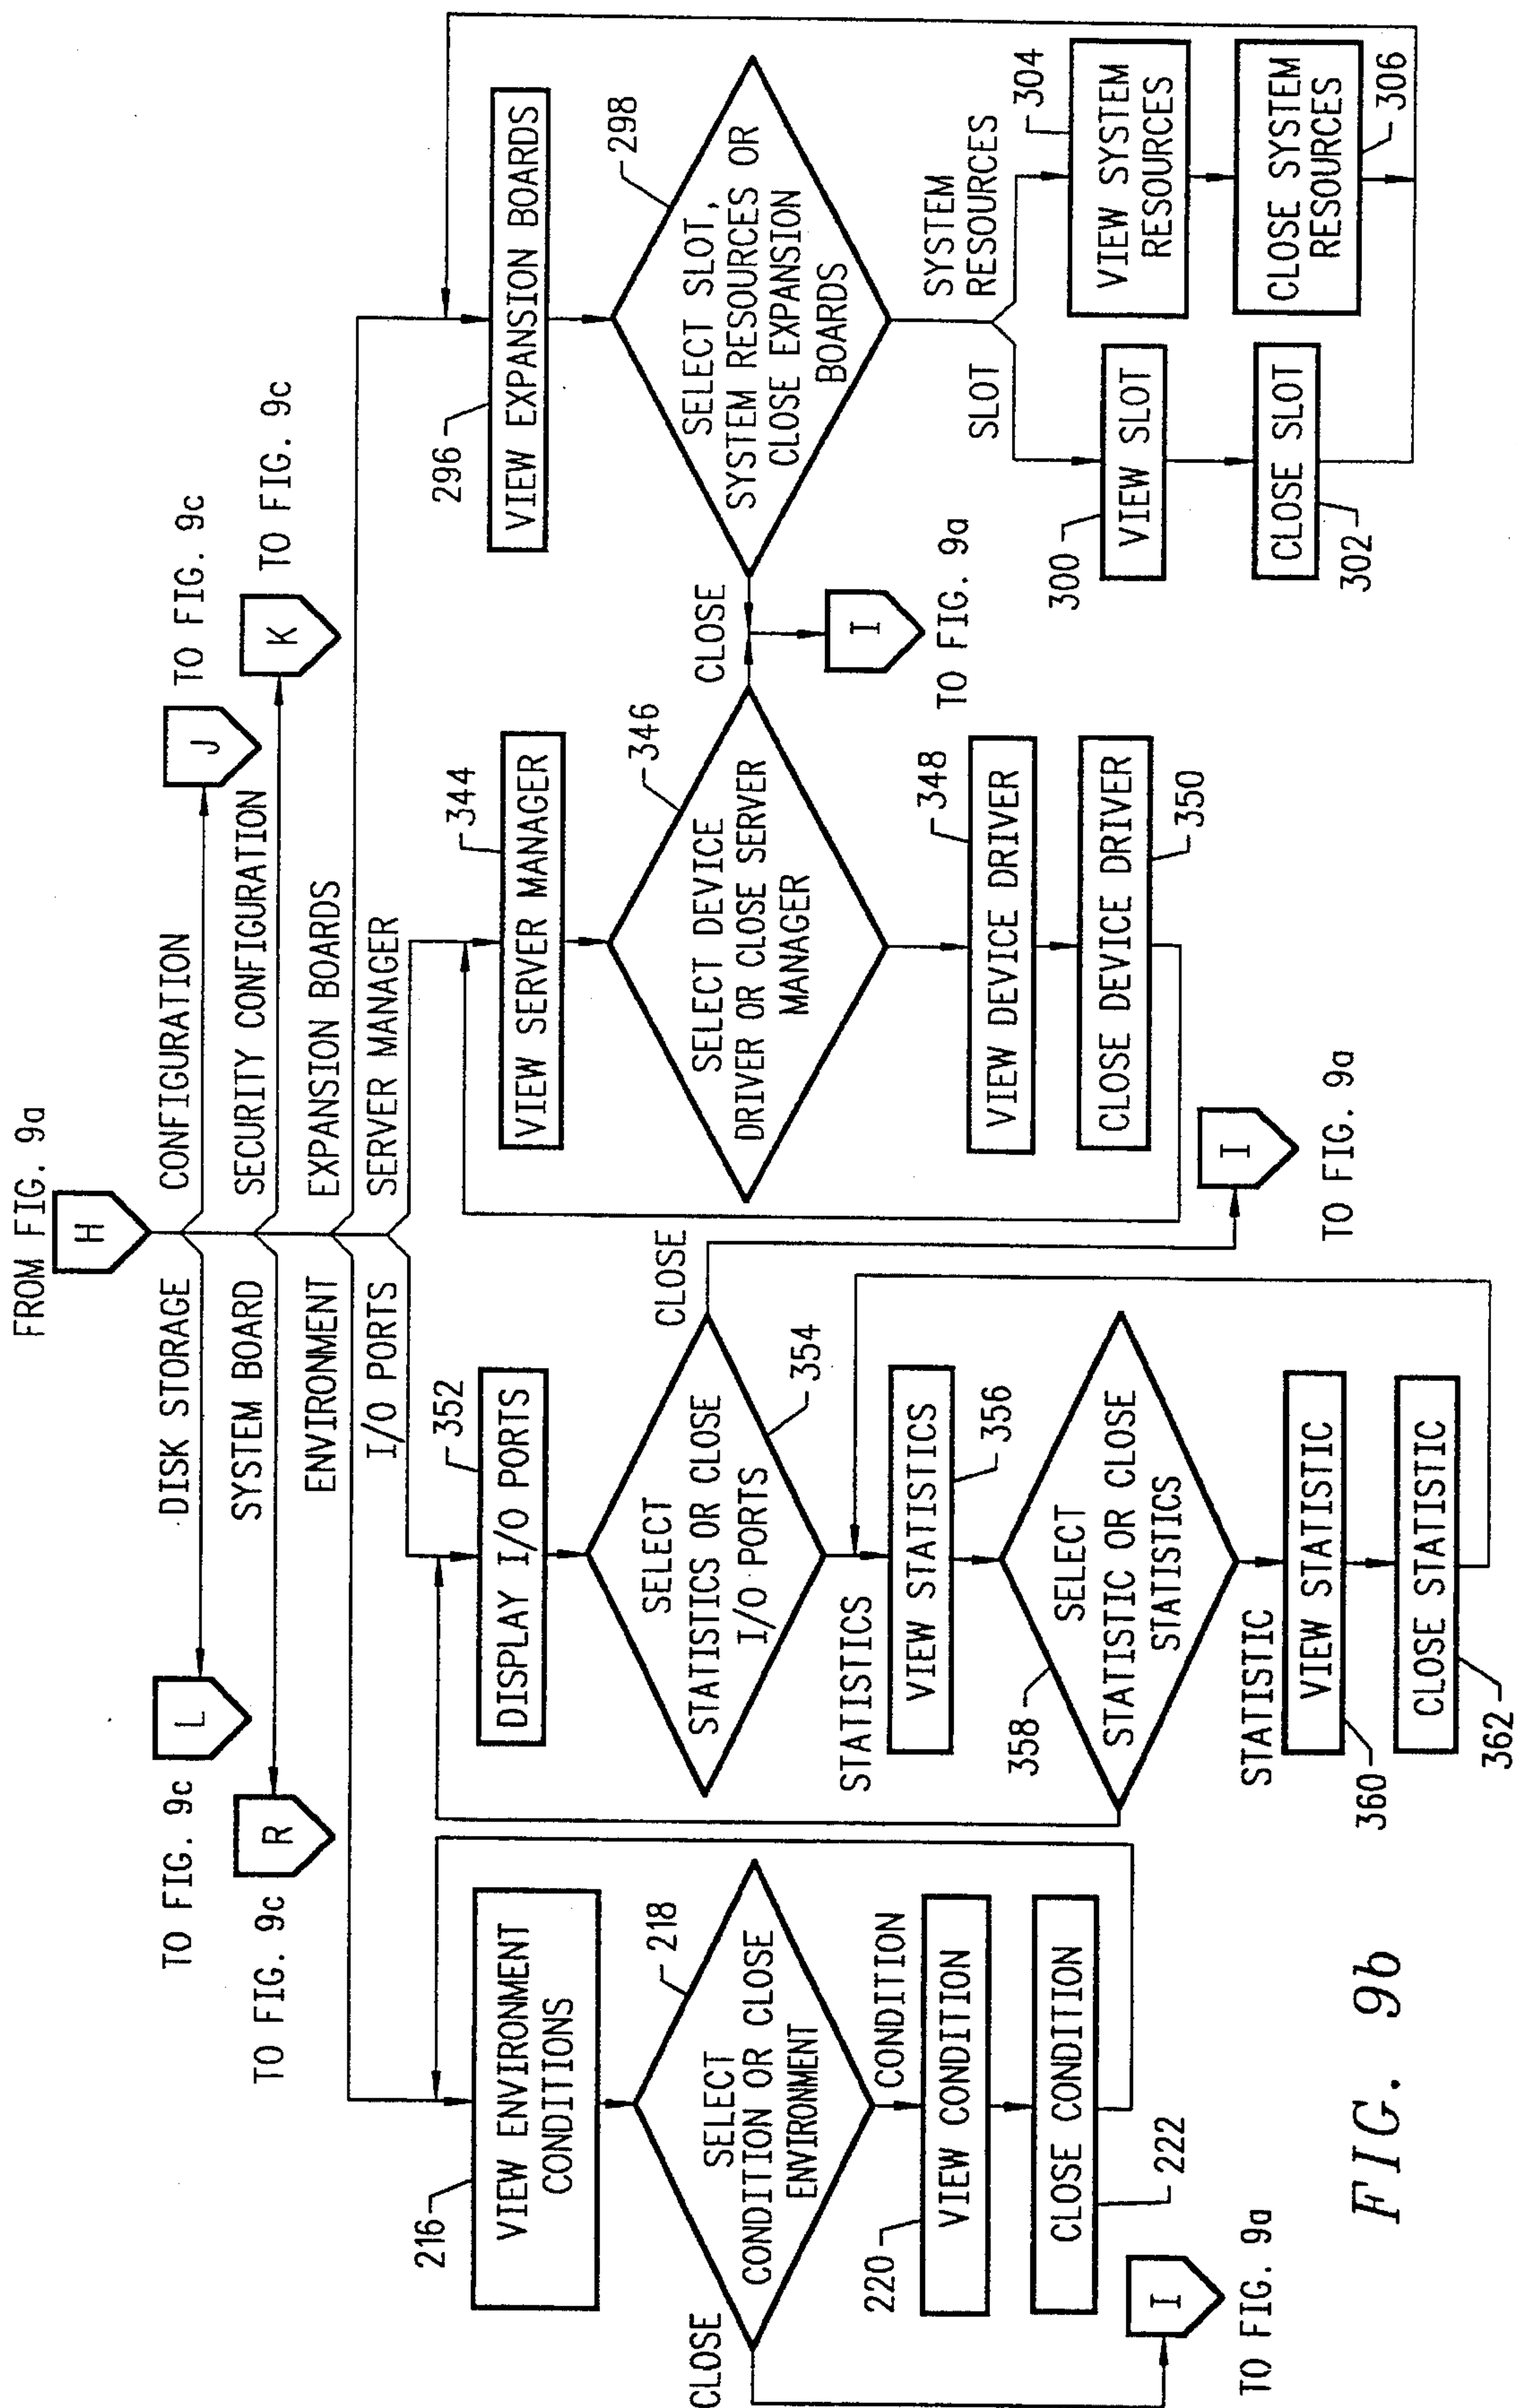 FROM FIG. 9a
H
DISK STORAGE
CONFIGURATION
L
TO FIG. 9c
J
TO FIG. 9c
SYSTEM BOARD
SECURITY CONFIGURATION
R
TO FIG. 9c
K
TO FIG. 9c
ENVIRONMENT
EXPANSION BOARDS
I/O PORTS
SERVER MANAGER
216
VIEW ENVIRONMENT
CONDITIONS
218
SELECT
CONDITION OR CLOSE
ENVIRONMENT
CLOSE
CONDITION
220
VIEW CONDITION
CLOSE CONDITION
222
I
TO FIG. 9a
352
DISPLAY I/O PORTS
SELECT
STATISTICS OR CLOSE
I/O PORTS
354
CLOSE
STATISTICS
VIEW STATISTICS
356
358
SELECT
STATISTIC OR CLOSE
STATISTICS
STATISTIC
360
VIEW STATISTIC
CLOSE STATISTIC
362
I
TO FIG. 9a
344
VIEW SERVER MANAGER
346
SELECT DEVICE
DRIVER OR CLOSE SERVER
MANAGER
CLOSE
348
VIEW DEVICE DRIVER
CLOSE DEVICE DRIVER
350
I
TO FIG. 9a
296
VIEW EXPANSION BOARDS
298
SELECT SLOT,
SYSTEM RESOURCES OR
CLOSE EXPANSION
BOARDS
SLOT
SYSTEM
RESOURCES
300
VIEW SLOT
CLOSE SLOT
302
304
VIEW SYSTEM
RESOURCES
CLOSE SYSTEM
RESOURCES
306
FIG. 9b